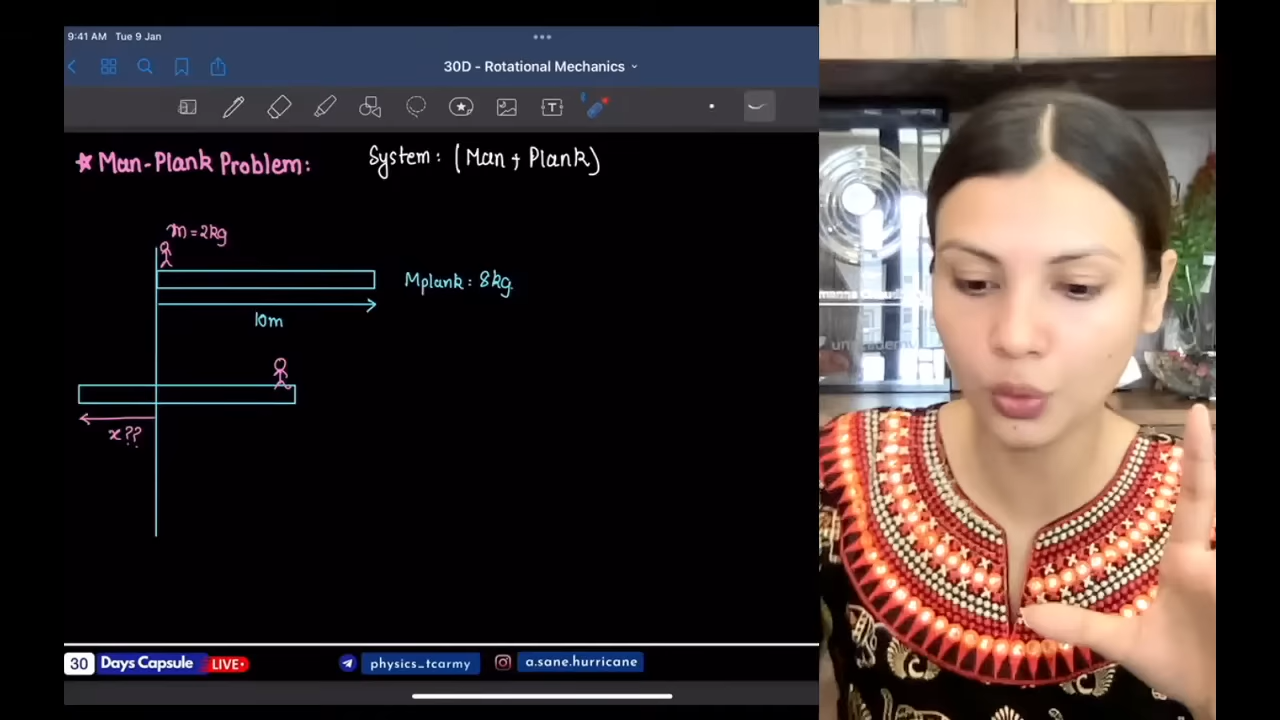 9:41 AM Tue 9 Jan
30D - Rotational Mechanics
★ Man-Plank Problem: System: (Man + Plank)
m = 2kg
Mplank : 8kg.
10m
x??
30 Days Capsule LIVE physics_tcarmy a.sane.hurricane